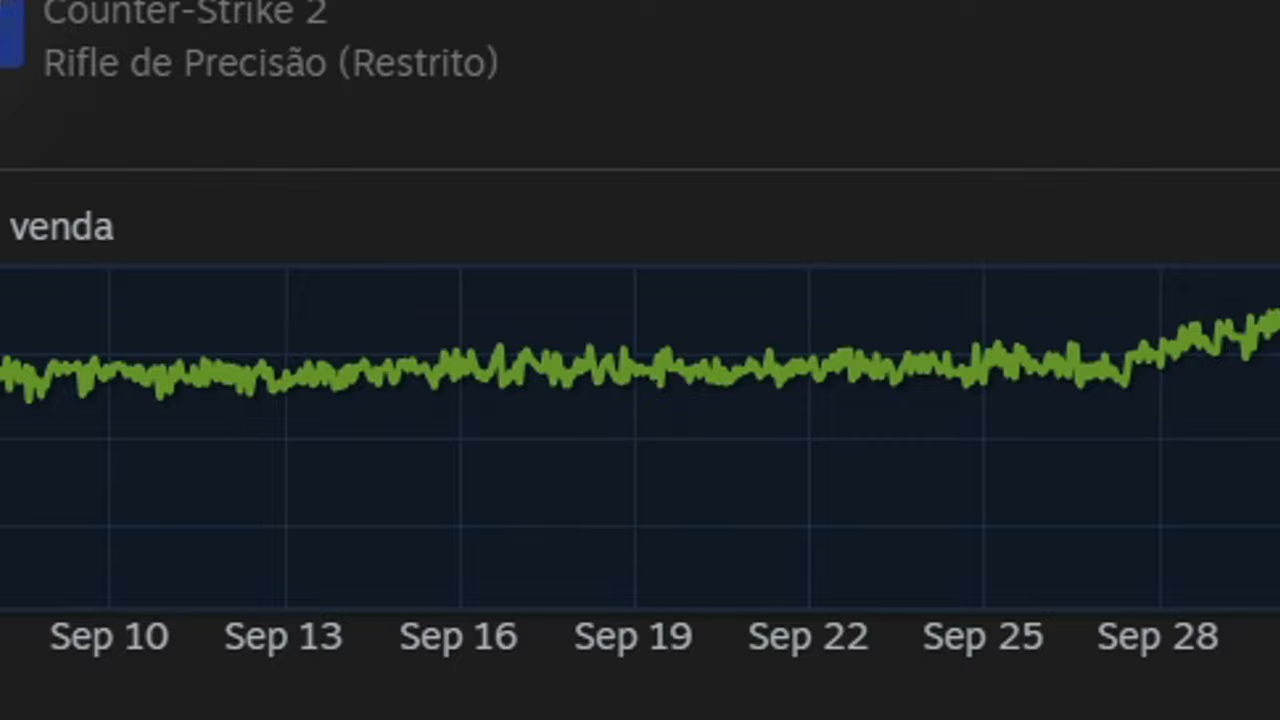 Counter-Strike 2
Rifle de Precisão (Restrito)
venda
Sep 10 Sep 13 Sep 16 Sep 19 Sep 22 Sep 25 Sep 28